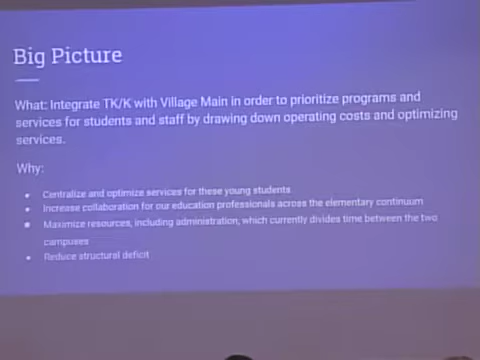 Big Picture
What: Integrate TK/K with Village Main in order to prioritize programs and
services for students and staff by drawing down operating costs and optimizing
services.
Why:
• Centralize and optimize services for these young students
• Increase collaboration for our education professionals across the elementary continuum
• Maximize resources, including administration, which currently divides time between the two
campuses
• Reduce structural deficit